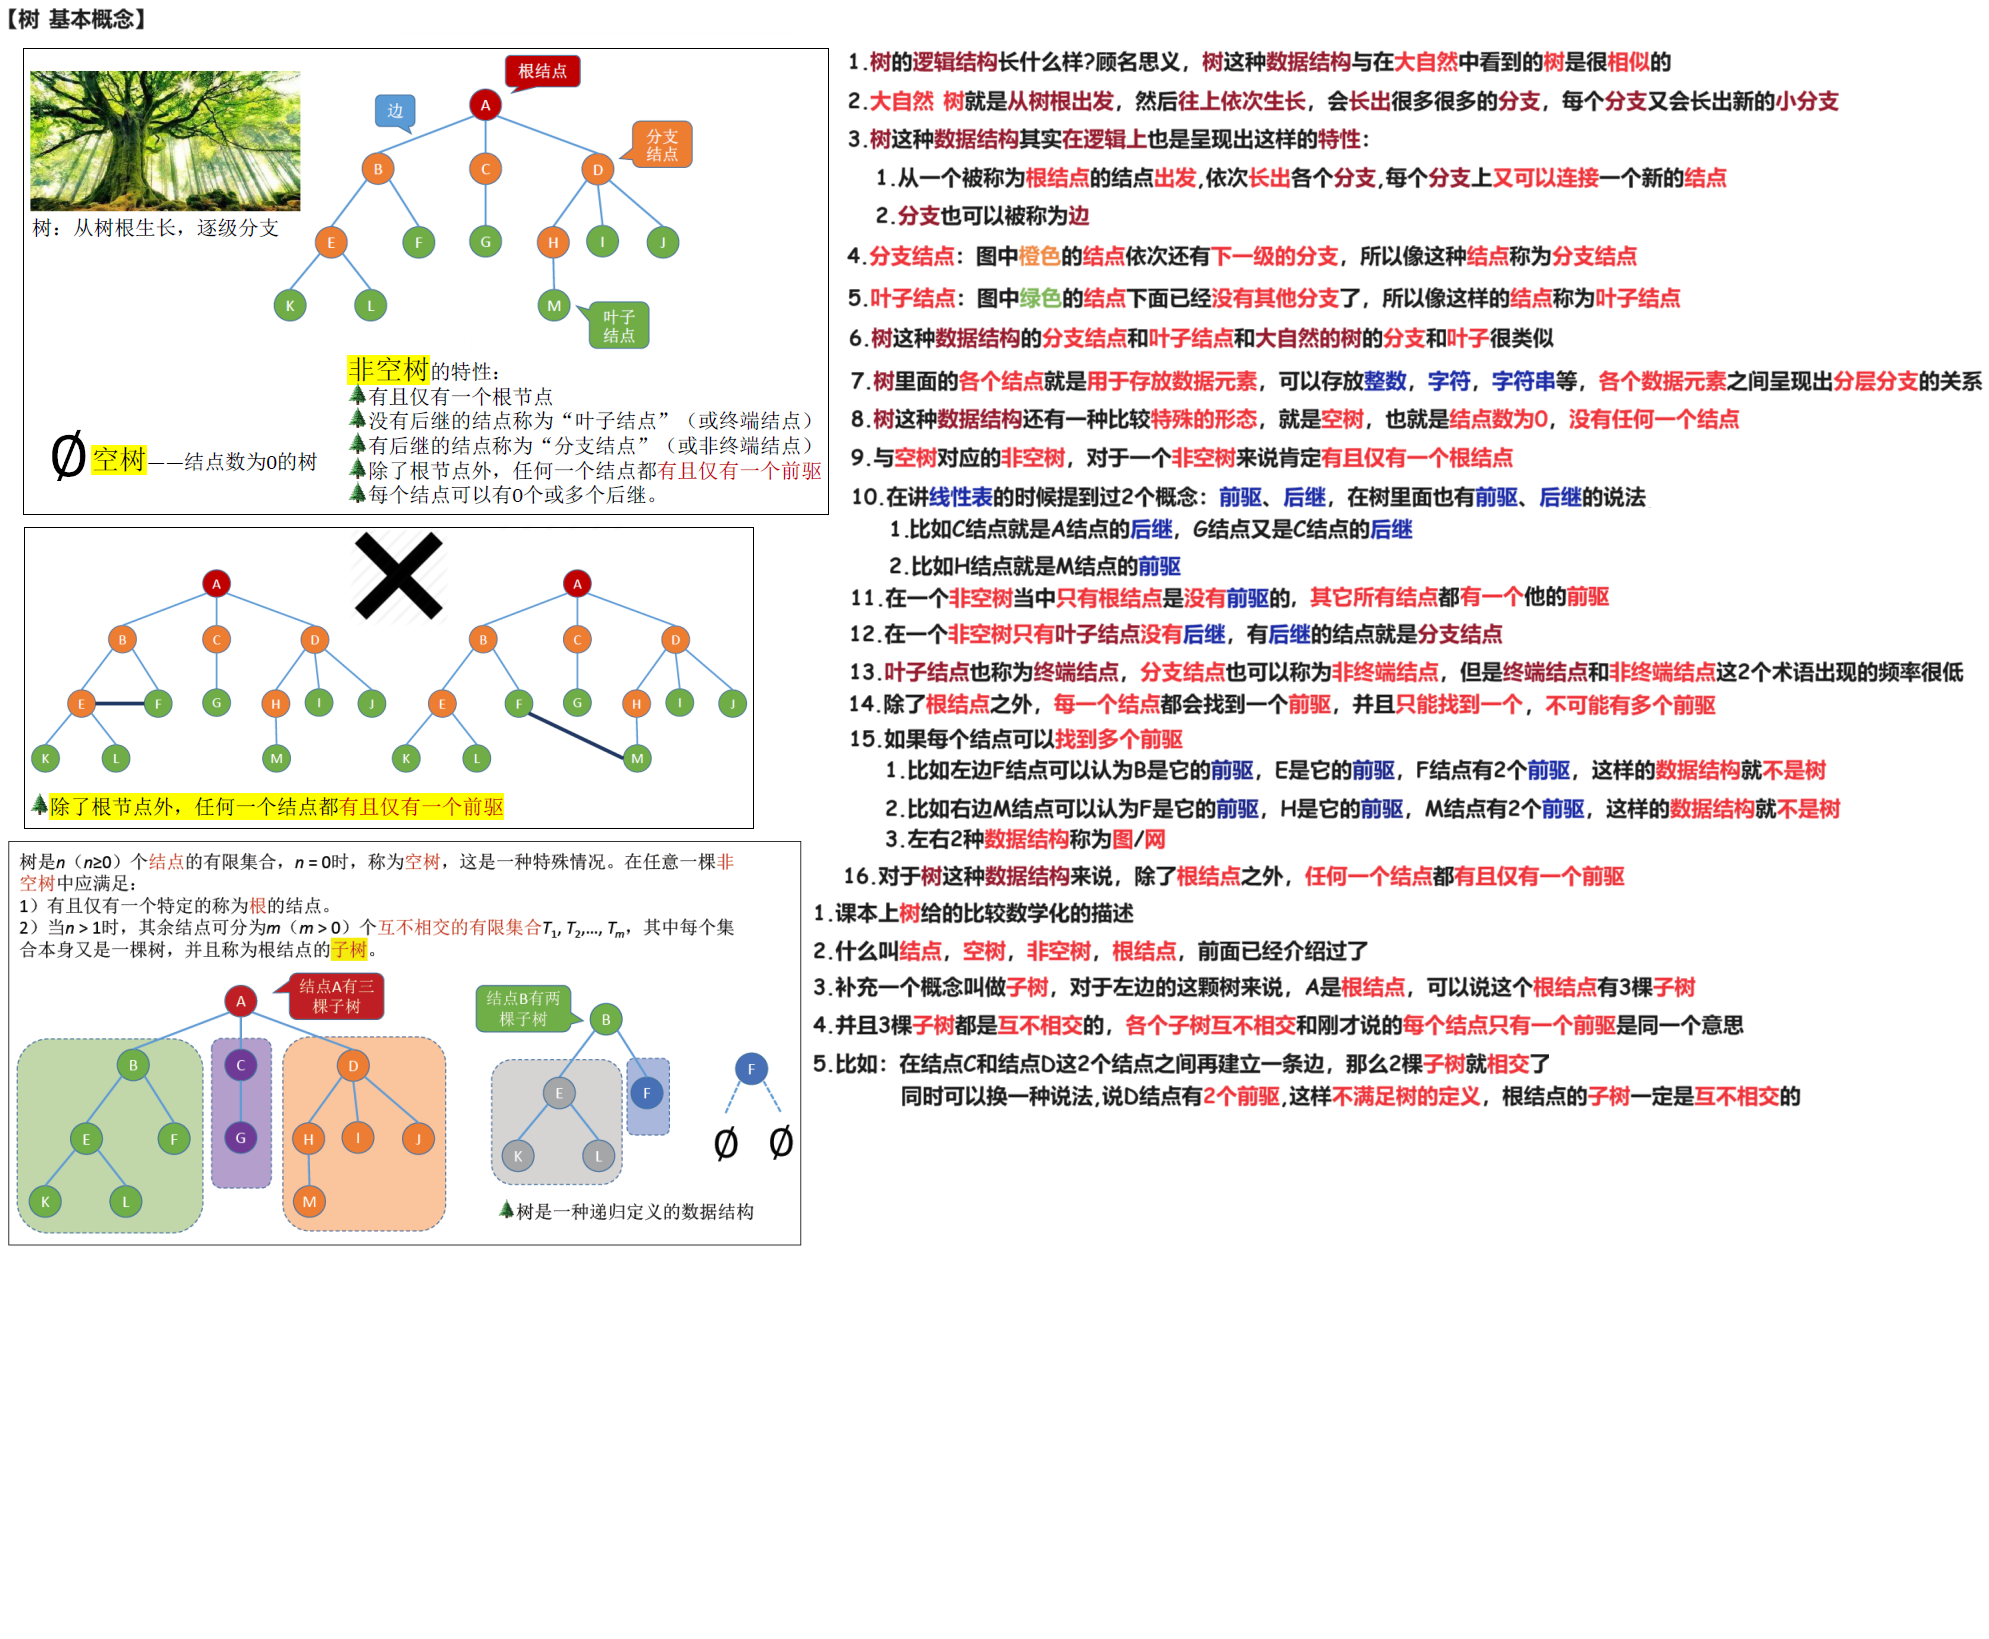 【树 基本概念】
根结点
边
A
分支
结点
B
C
D
E
F
G
H
I
J
K
L
M
叶子
结点
树：从树根生长，逐级分支
非空树的特性：
有且仅有一个根节点
没有后继的结点称为“叶子结点”（或终端结点）
有后继的结点称为“分支结点”（或非终端结点）
除了根节点外，任何一个结点都有且仅有一个前驱
每个结点可以有0个或多个后继。
Ø 空树——结点数为0的树
A
B
C
D
E
F
G
H
I
J
K
L
M
A
B
C
D
E
F
G
H
I
J
K
L
M
除了根节点外，任何一个结点都有且仅有一个前驱
树是n（n≥0）个结点的有限集合，n = 0时，称为空树，这是一种特殊情况。在任意一棵非
空树中应满足：
1）有且仅有一个特定的称为根的结点。
2）当n > 1时，其余结点可分为m（m > 0）个互不相交的有限集合T1, T2,…, Tm，其中每个集
合本身又是一棵树，并且称为根结点的子树。
结点A有三
棵子树
A
B
C
D
E
F
G
H
I
J
K
L
M
结点B有两
棵子树
B
E
F
K
L
F
Ø Ø
树是一种递归定义的数据结构
1.树的逻辑结构长什么样?顾名思义，树这种数据结构与在大自然中看到的树是很相似的
2.大自然 树就是从树根出发，然后往上依次生长，会长出很多很多的分支，每个分支又会长出新的小分支
3.树这种数据结构其实在逻辑上也是呈现出这样的特性：
1.从一个被称为根结点的结点出发,依次长出各个分支,每个分支上又可以连接一个新的结点
2.分支也可以被称为边
4.分支结点：图中橙色的结点依次还有下一级的分支，所以像这种结点称为分支结点
5.叶子结点：图中绿色的结点下面已经没有其他分支了，所以像这样的结点称为叶子结点
6.树这种数据结构的分支结点和叶子结点和大自然的树的分支和叶子很类似
7.树里面的各个结点就是用于存放数据元素，可以存放整数，字符，字符串等，各个数据元素之间呈现出分层分支的关系
8.树这种数据结构还有一种比较特殊的形态，就是空树，也就是结点数为0，没有任何一个结点
9.与空树对应的非空树，对于一个非空树来说肯定有且仅有一个根结点
10.在讲线性表的时候提到过2个概念：前驱、后继，在树里面也有前驱、后继的说法
1.比如C结点就是A结点的后继，G结点又是C结点的后继
2.比如H结点就是M结点的前驱
11.在一个非空树当中只有根结点是没有前驱的，其它所有结点都有一个他的前驱
12.在一个非空树只有叶子结点没有后继，有后继的结点就是分支结点
13.叶子结点也称为终端结点，分支结点也可以称为非终端结点，但是终端结点和非终端结点这2个术语出现的频率很低
14.除了根结点之外，每一个结点都会找到一个前驱，并且只能找到一个，不可能有多个前驱
15.如果每个结点可以找到多个前驱
1.比如左边F结点可以认为B是它的前驱，E是它的前驱，F结点有2个前驱，这样的数据结构就不是树
2.比如右边M结点可以认为F是它的前驱，H是它的前驱，M结点有2个前驱，这样的数据结构就不是树
3.左右2种数据结构称为图/网
16.对于树这种数据结构来说，除了根结点之外，任何一个结点都有且仅有一个前驱
1.课本上树给的比较数学化的描述
2.什么叫结点，空树，非空树，根结点，前面已经介绍过了
3.补充一个概念叫做子树，对于左边的这颗树来说，A是根结点，可以说这个根结点有3棵子树
4.并且3棵子树都是互不相交的，各个子树互不相交和刚才说的每个结点只有一个前驱是同一个意思
5.比如：在结点C和结点D这2个结点之间再建立一条边，那么2棵子树就相交了
同时可以换一种说法,说D结点有2个前驱,这样不满足树的定义，根结点的子树一定是互不相交的